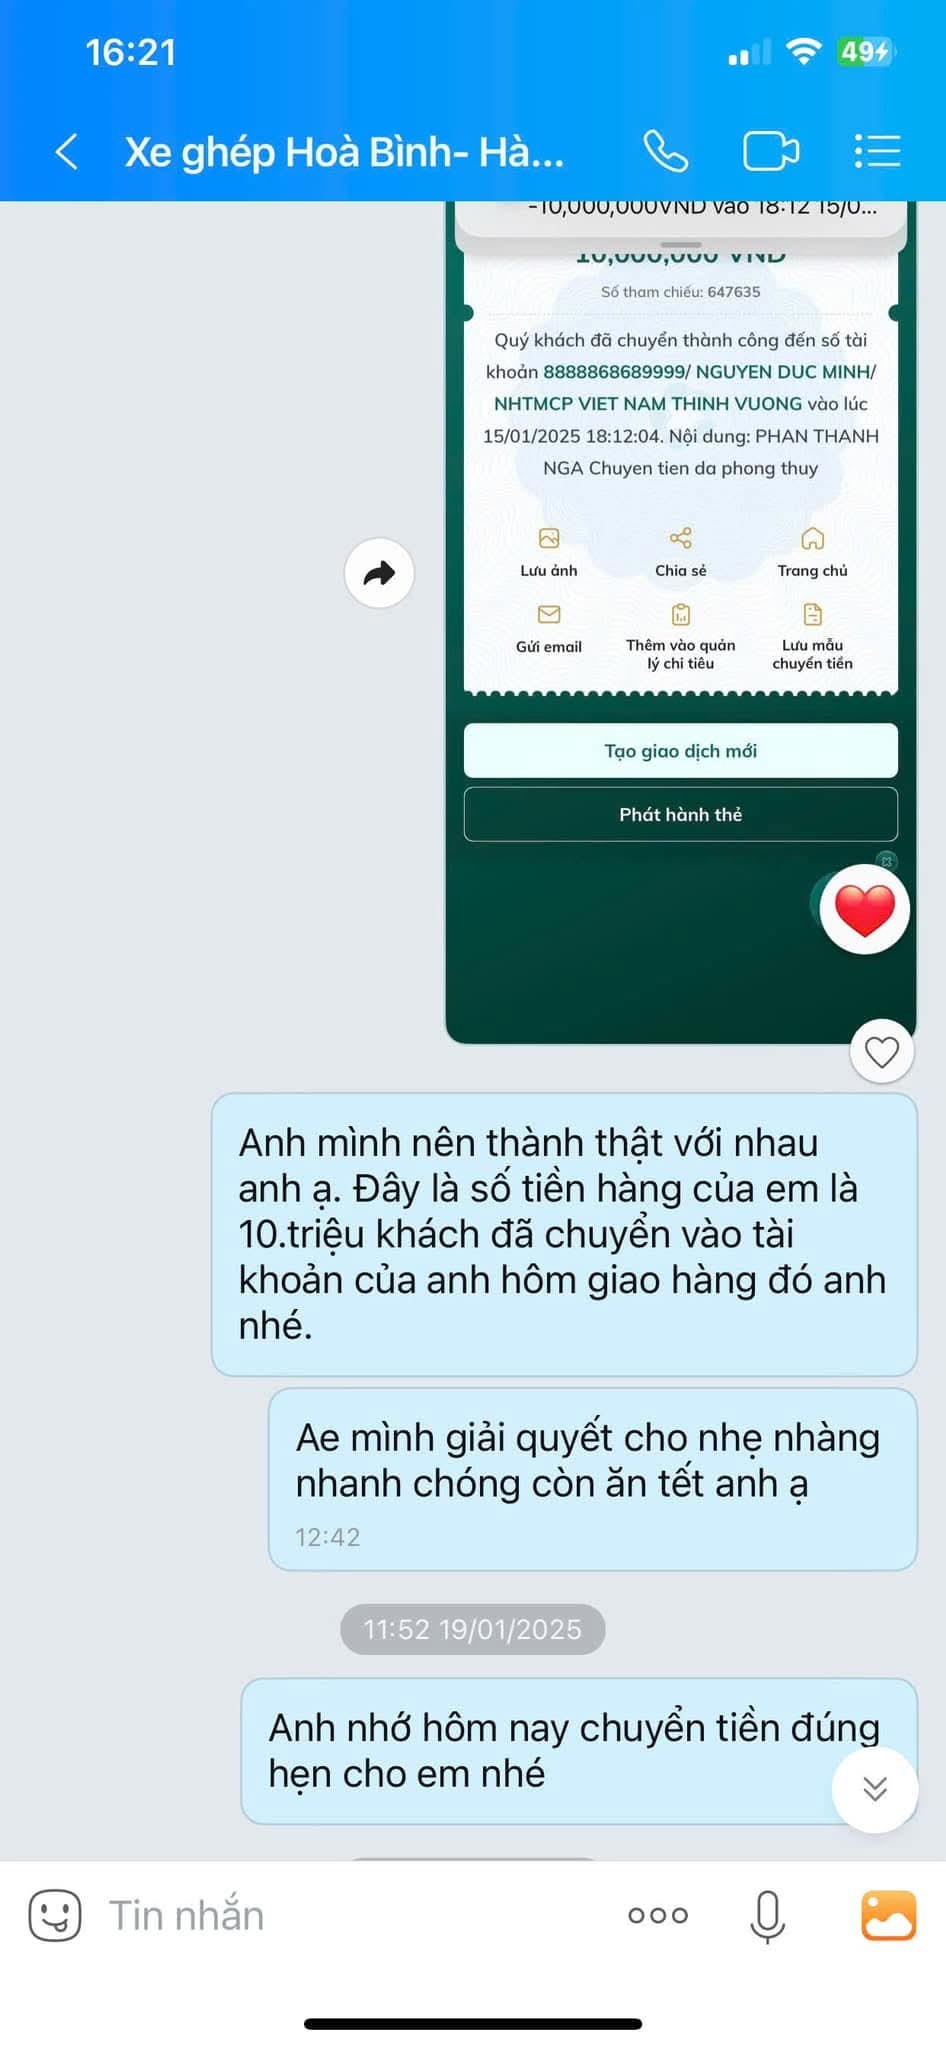 16:21
49
Xe ghép Hoà Bình- Hà...
-10,000,000VND vào 18:12 15/0...
10,000,000 VND
Số tham chiếu: 647635
Quý khách đã chuyển thành công đến số tài
khoản 8888868689999/ NGUYEN DUC MINH/
NHTMCP VIET NAM THINH VUONG vào lúc
15/01/2025 18:12:04. Nội dung: PHAN THANH
NGA Chuyen tien da phong thuy
Lưu ảnh
Chia sẻ
Trang chủ
Gửi email
Thêm vào quản
lý chi tiêu
Lưu mẫu
chuyển tiền
Tạo giao dịch mới
Phát hành thẻ
Anh mình nên thành thật với nhau
anh ạ. Đây là số tiền hàng của em là
10.triệu khách đã chuyển vào tài
khoản của anh hôm giao hàng đó anh
nhé.
Ae mình giải quyết cho nhẹ nhàng
nhanh chóng còn ăn tết anh ạ
12:42
11:52 19/01/2025
Anh nhớ hôm nay chuyển tiền đúng
hẹn cho em nhé
Tin nhắn